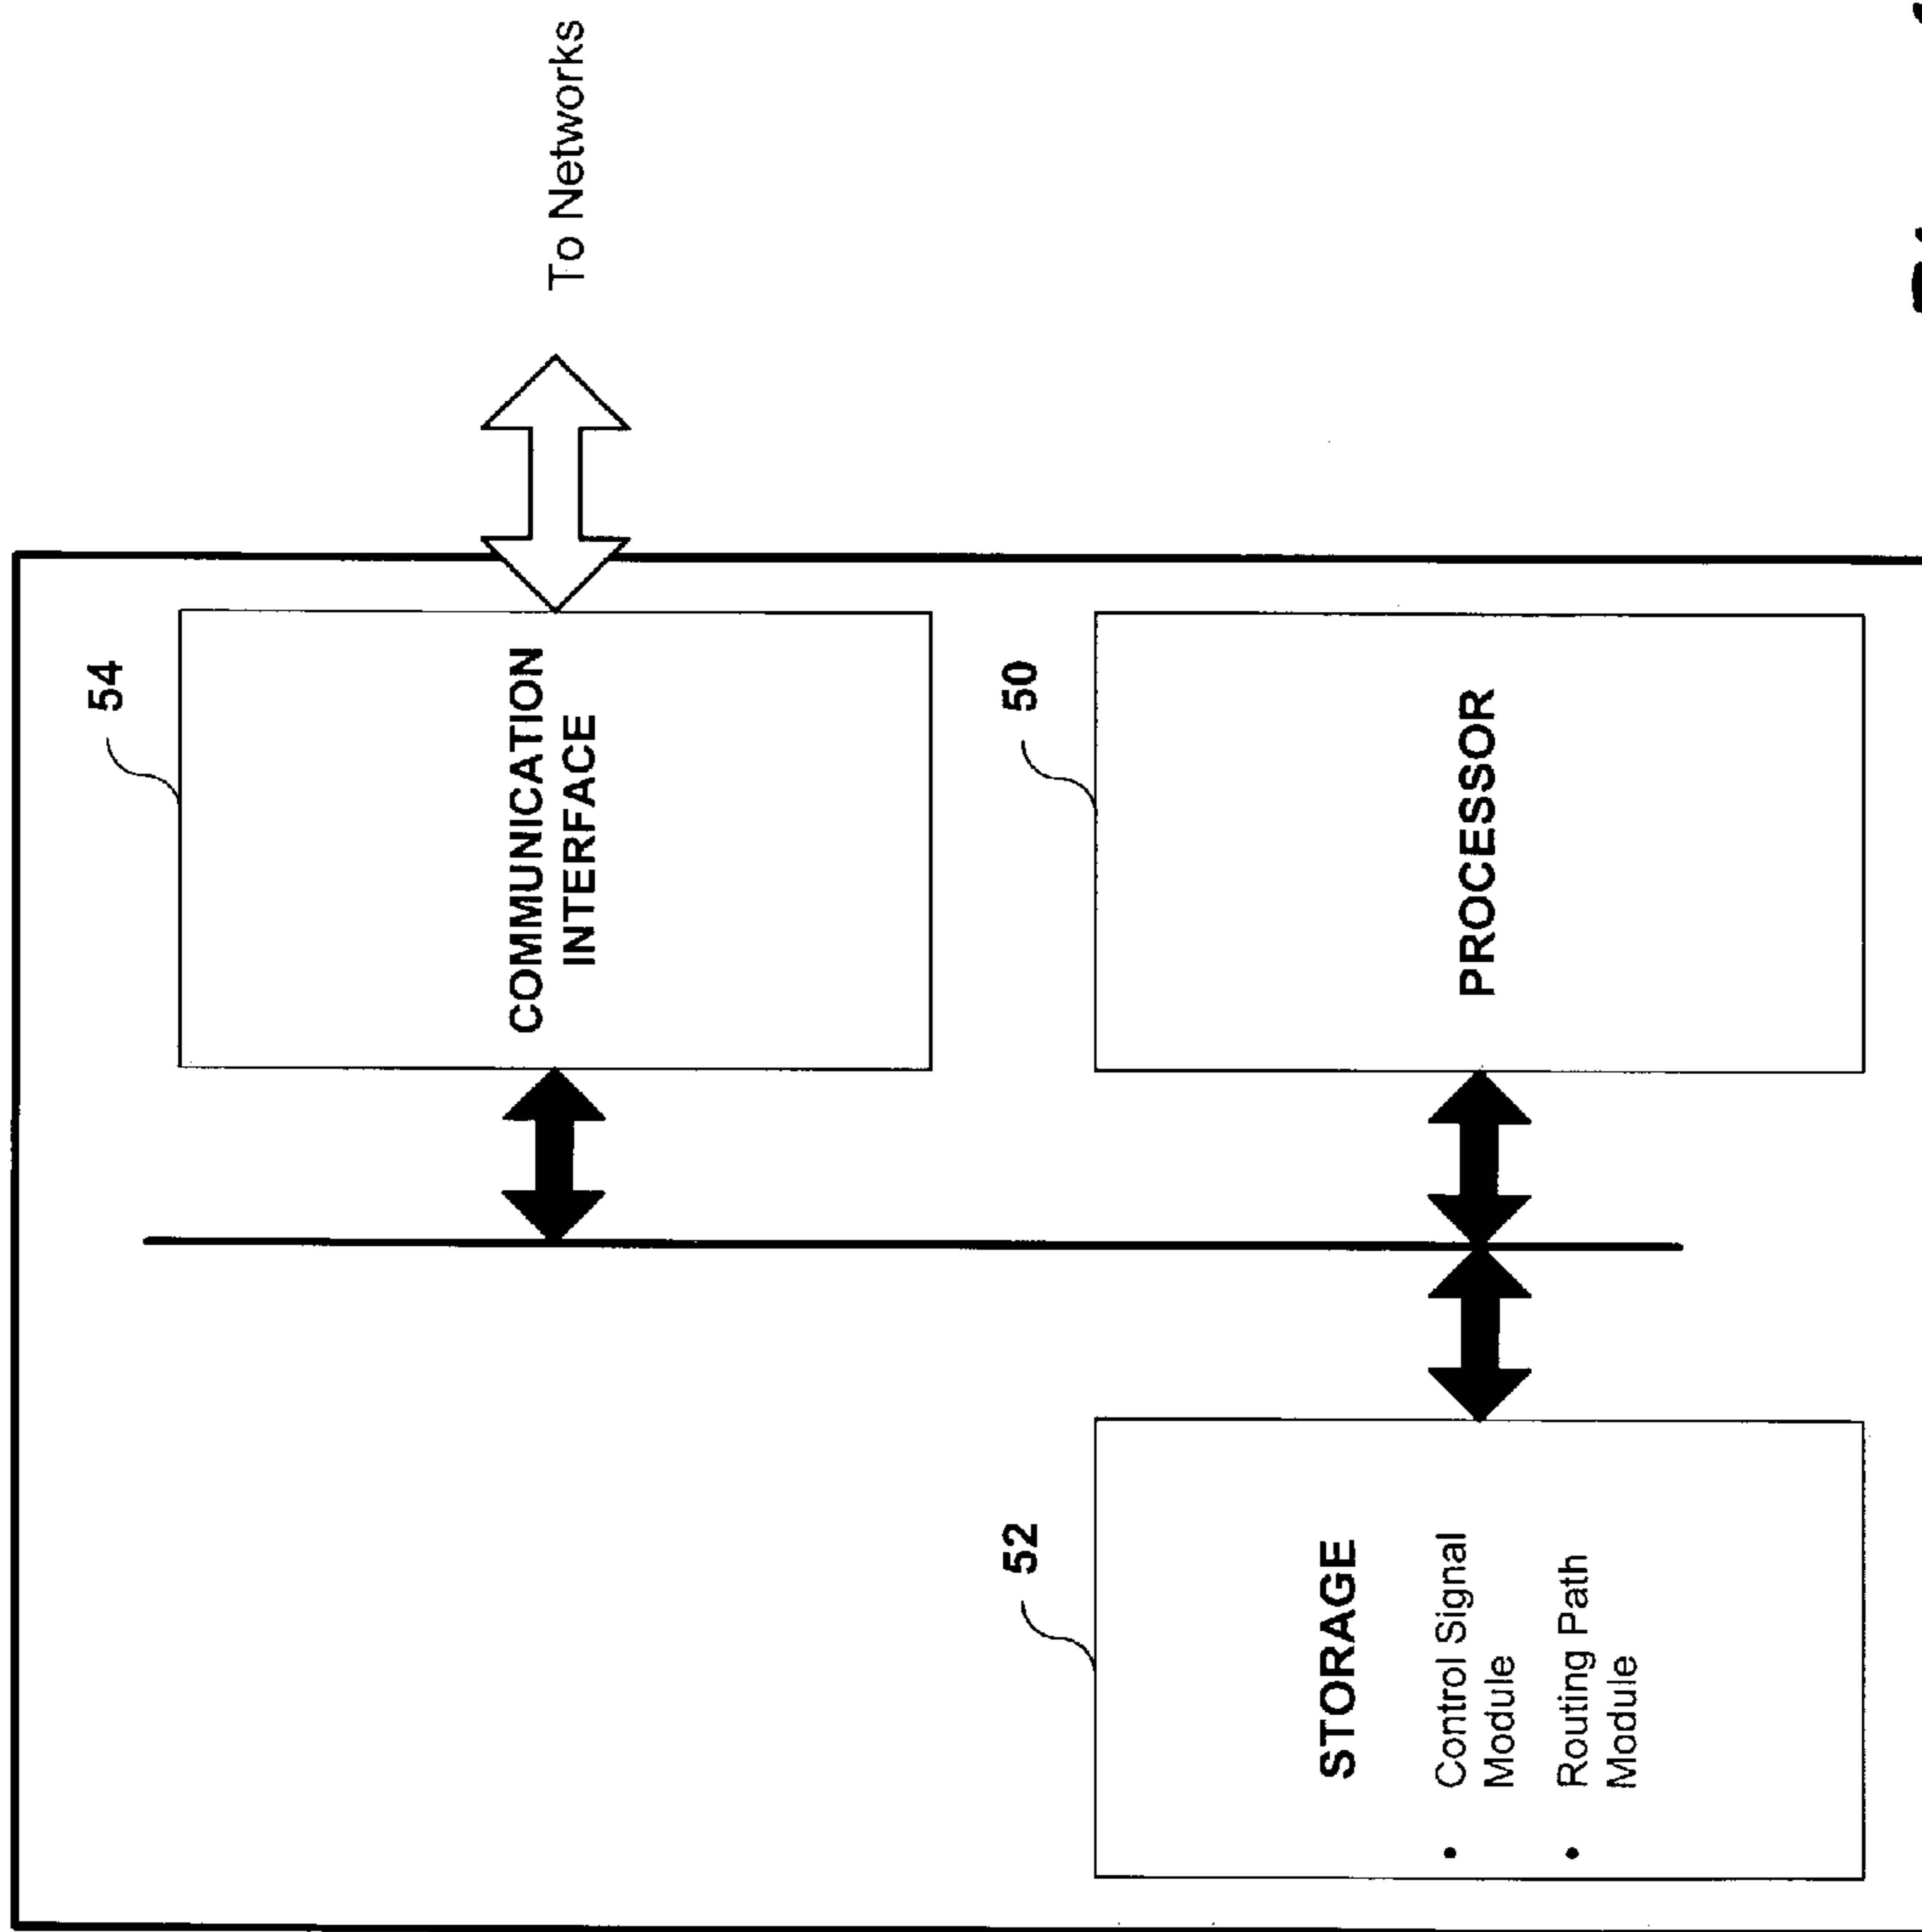 54
COMMUNICATION
INTERFACE
To Networks
52
STORAGE
• Control Signal
Module
• Routing Path
Module
50
PROCESSOR